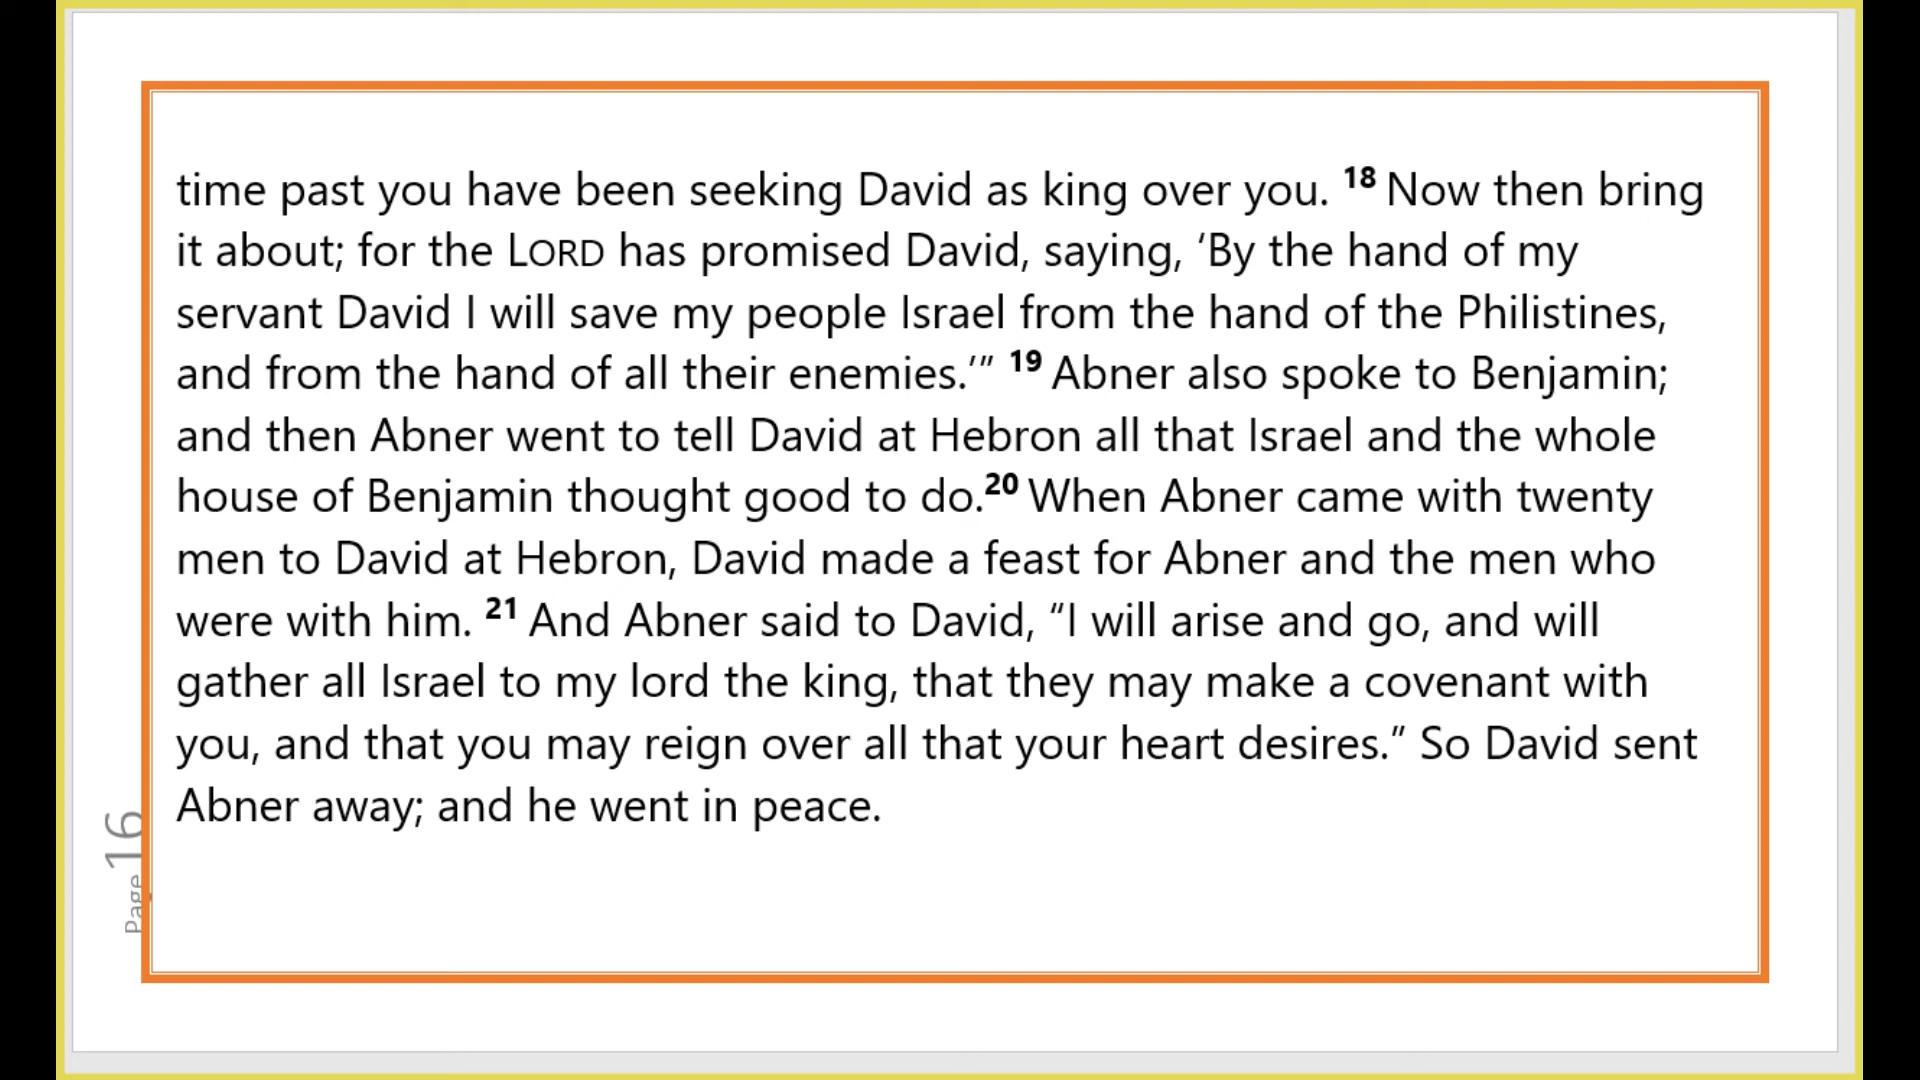 time past you have been seeking David as king over you. 18 Now then bring
it about; for the LORD has promised David, saying, ‘By the hand of my
servant David I will save my people Israel from the hand of the Philistines,
and from the hand of all their enemies.’” 19 Abner also spoke to Benjamin;
and then Abner went to tell David at Hebron all that Israel and the whole
house of Benjamin thought good to do.20 When Abner came with twenty
men to David at Hebron, David made a feast for Abner and the men who
were with him. 21 And Abner said to David, “I will arise and go, and will
gather all Israel to my lord the king, that they may make a covenant with
you, and that you may reign over all that your heart desires.” So David sent
Abner away; and he went in peace.
Page 16